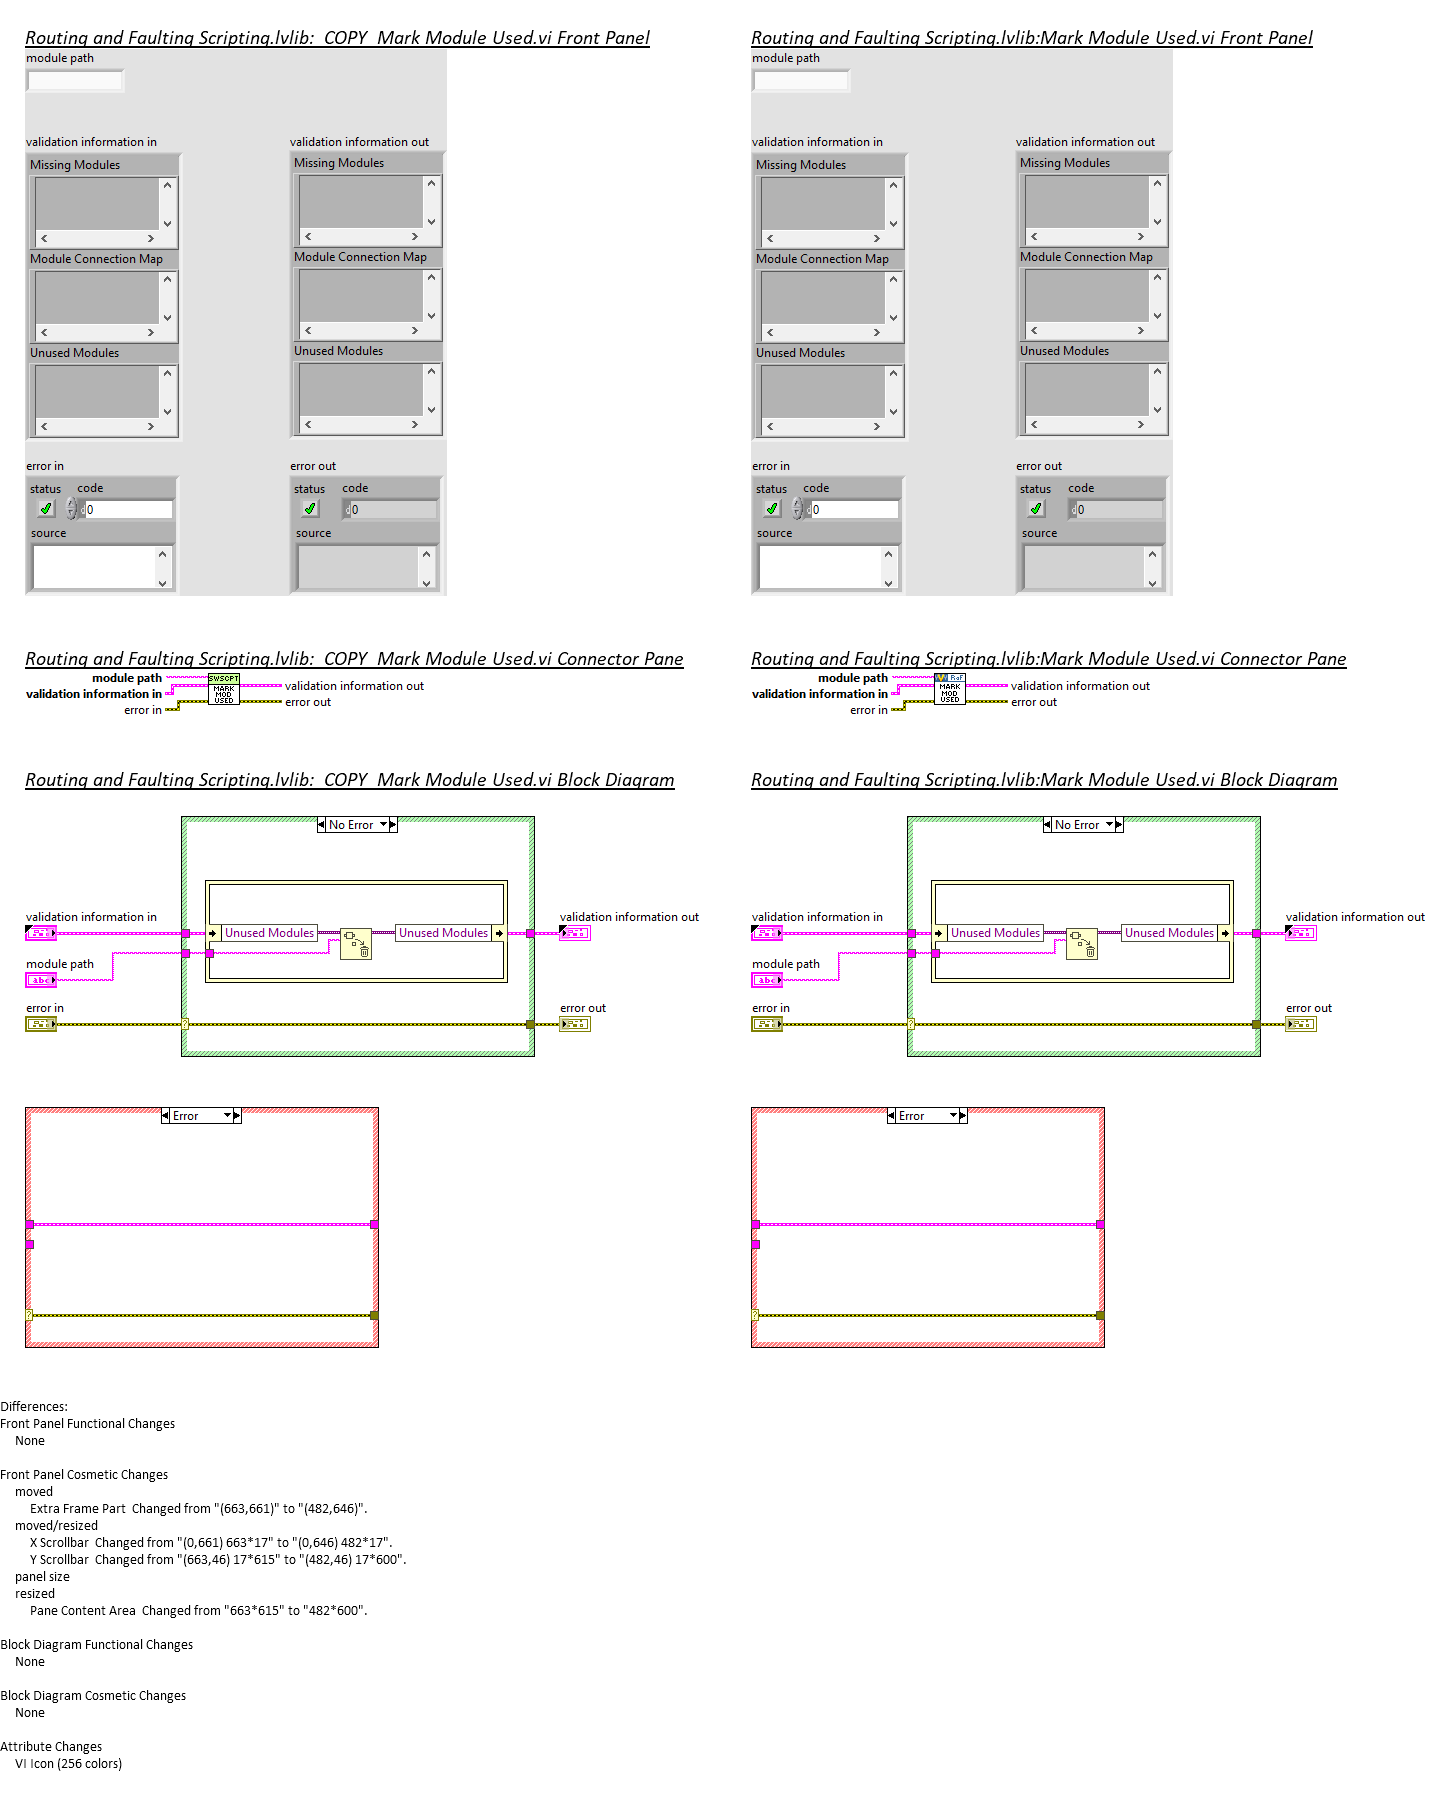 Routing and Faulting Scripting.lvlib:  COPY  Mark Module Used.vi Front Panel
module path
validation information in
validation information out
Missing Modules
Missing Modules
Module Connection Map
Module Connection Map
Unused Modules
Unused Modules
error in
error out
status code
d 0
source
status code
d 0
source
Routing and Faulting Scripting.lvlib:Mark Module Used.vi Front Panel
module path
validation information in
validation information out
Missing Modules
Missing Modules
Module Connection Map
Module Connection Map
Unused Modules
Unused Modules
error in
error out
status code
d 0
source
status code
d 0
source
Routing and Faulting Scripting.lvlib:  COPY  Mark Module Used.vi Connector Pane
module path
validation information in
error in
SWSCPT
MARK
MOD
USED
validation information out
error out
Routing and Faulting Scripting.lvlib:Mark Module Used.vi Connector Pane
module path
validation information in
error in
RaF
MARK
MOD
USED
validation information out
error out
Routing and Faulting Scripting.lvlib:  COPY  Mark Module Used.vi Block Diagram
No Error
validation information in
Unused Modules
Unused Modules
validation information out
module path
abc
error in
?
error out
Error
?
Routing and Faulting Scripting.lvlib:Mark Module Used.vi Block Diagram
No Error
validation information in
Unused Modules
Unused Modules
validation information out
module path
abc
error in
?
error out
Error
?
Differences:
Front Panel Functional Changes
None
Front Panel Cosmetic Changes
moved
Extra Frame Part  Changed from "(663,661)" to "(482,646)".
moved/resized
X Scrollbar  Changed from "(0,661) 663*17" to "(0,646) 482*17".
Y Scrollbar  Changed from "(663,46) 17*615" to "(482,46) 17*600".
panel size
resized
Pane Content Area  Changed from "663*615" to "482*600".
Block Diagram Functional Changes
None
Block Diagram Cosmetic Changes
None
Attribute Changes
VI Icon (256 colors)